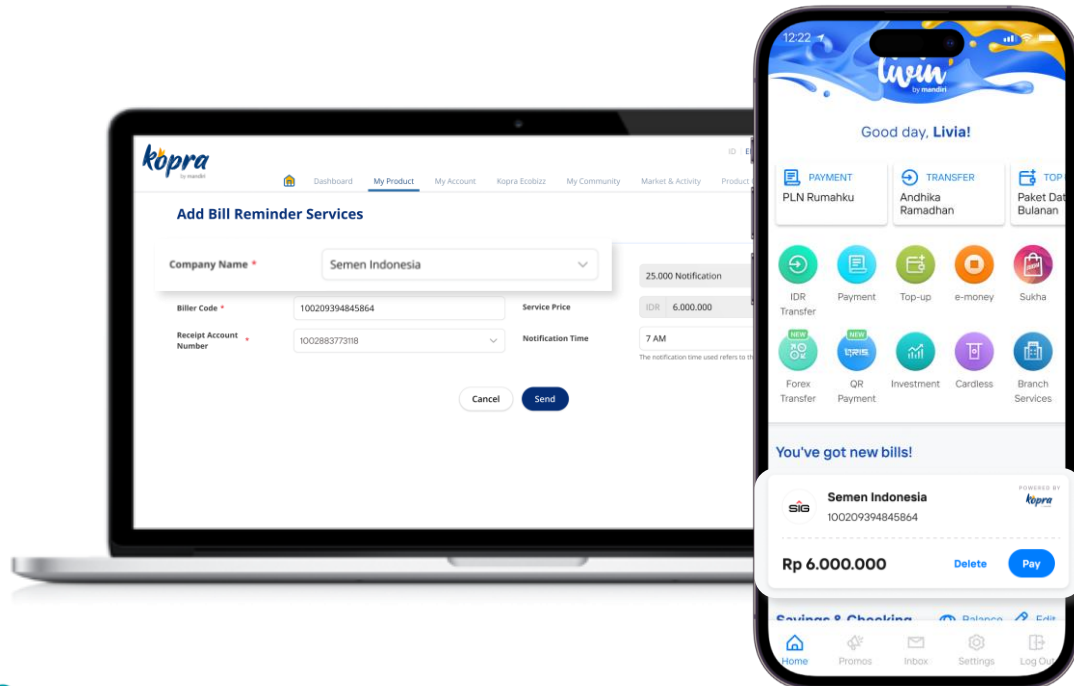 kopra
by mandiri
ID
Dashboard My Product My Account Kopra Ecobizz My Community Market & Activity Product
Add Bill Reminder Services
Company Name * Semen Indonesia
25.000 Notification
Biller Code * 100209394845864 Service Price IDR 6.000.000
Receipt Account Number * 1002883773118 Notification Time 7 AM
The notification time used refers to
Cancel Send
12:22
livin'
by mandiri
Good day, Livia!
PAYMENT
PLN Rumahku
TRANSFER
Andhika
Ramadhan
TOP
Paket Dat
Bulanan
IDR
Transfer
Payment
Top-up
e-money
Sukha
NEW
Forex
Transfer
NEW
QRIS
QR
Payment
Investment
Cardless
Branch
Services
You've got new bills!
SIG
Semen Indonesia
100209394845864
POWERED BY
kopra
Rp 6.000.000 Delete Pay
Savings & Checking Balance Edit
Home Promos Inbox Settings Log Out